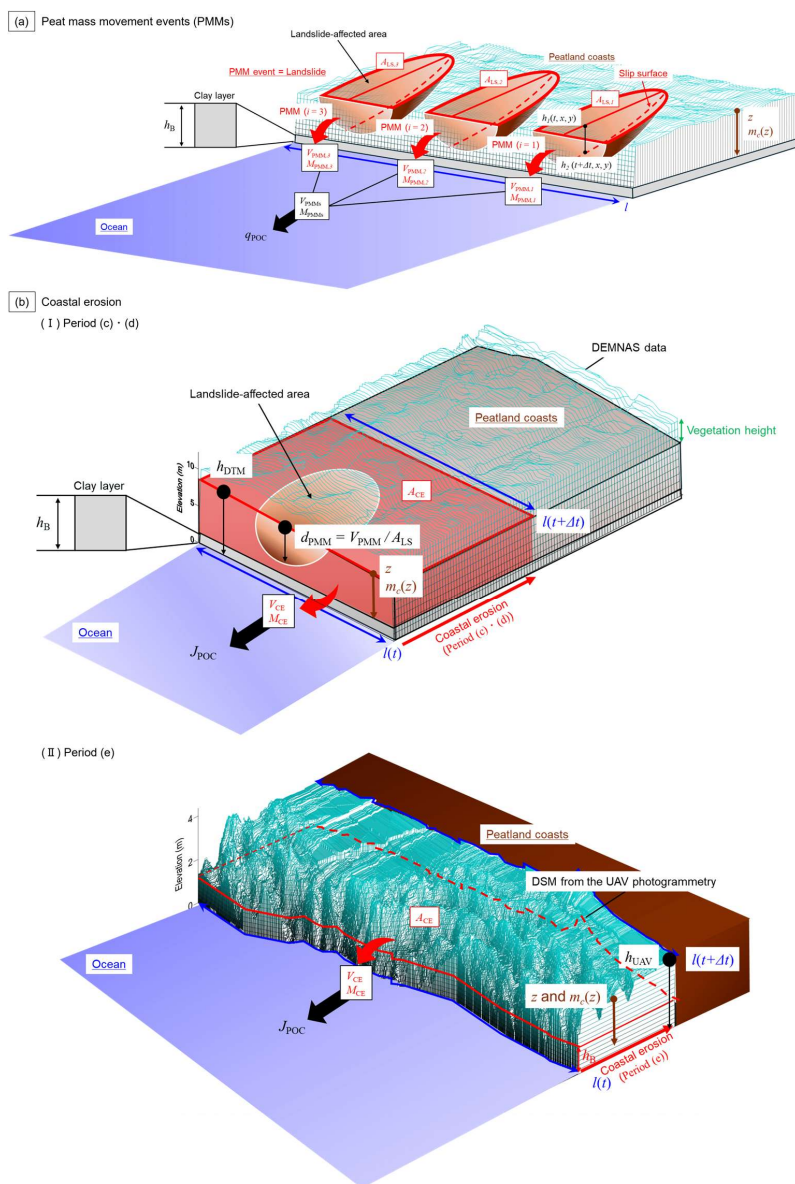 (a) Peat mass movement events (PMMs)
Landslide-affected area
Peatland coasts
PMM event = Landslide
Slip surface
A_LS,3
A_LS,2
A_LS,1
Clay layer
h_B
h_1(t, x, y)
z
m_c(z)
PMM (i = 3)
PMM (i = 2)
PMM (i = 1)
h_2 (t+Δt, x, y)
V_PMM,3
M_PMM,3
V_PMM,2
M_PMM,2
V_PMM,1
M_PMM,1
V_PMMs
M_PMMs
l
Ocean
q_POC
(b) Coastal erosion
(Ⅰ) Period (c)・(d)
DEMNAS data
Landslide-affected area
Peatland coasts
Vegetation height
Elevation (m)
10
5
0
h_DTM
Clay layer
A_CE
h_B
l(t+Δt)
d_PMM = V_PMM / A_LS
z
m_c(z)
V_CE
M_CE
Ocean
J_POC
l(t)
Coastal erosion
(Period (c)・(d))
(Ⅱ) Period (e)
Elevation (m)
4
2
0
Peatland coasts
DSM from the UAV photogrammetry
A_CE
Ocean
h_UAV
l(t+Δt)
V_CE
M_CE
z and m_c(z)
J_POC
h_B
l(t)
Coastal erosion
(Period (e))